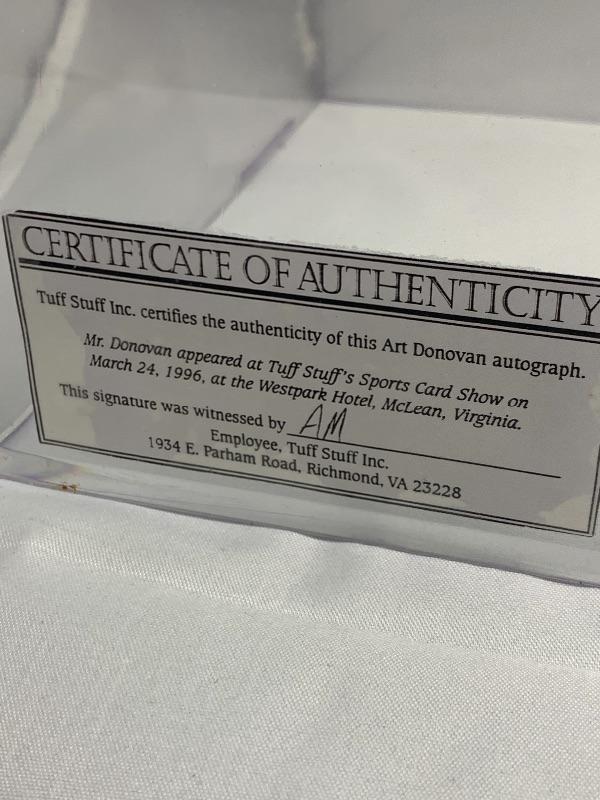 CERTIFICATE OF AUTHENTICITY
Tuff Stuff Inc. certifies the authenticity of this Art Donovan autograph.
Mr. Donovan appeared at Tuff Stuff's Sports Card Show on
March 24, 1996, at the Westpark Hotel, McLean, Virginia.
This signature was witnessed by AM
Employee, Tuff Stuff Inc.
1934 E. Parham Road, Richmond, VA 23228